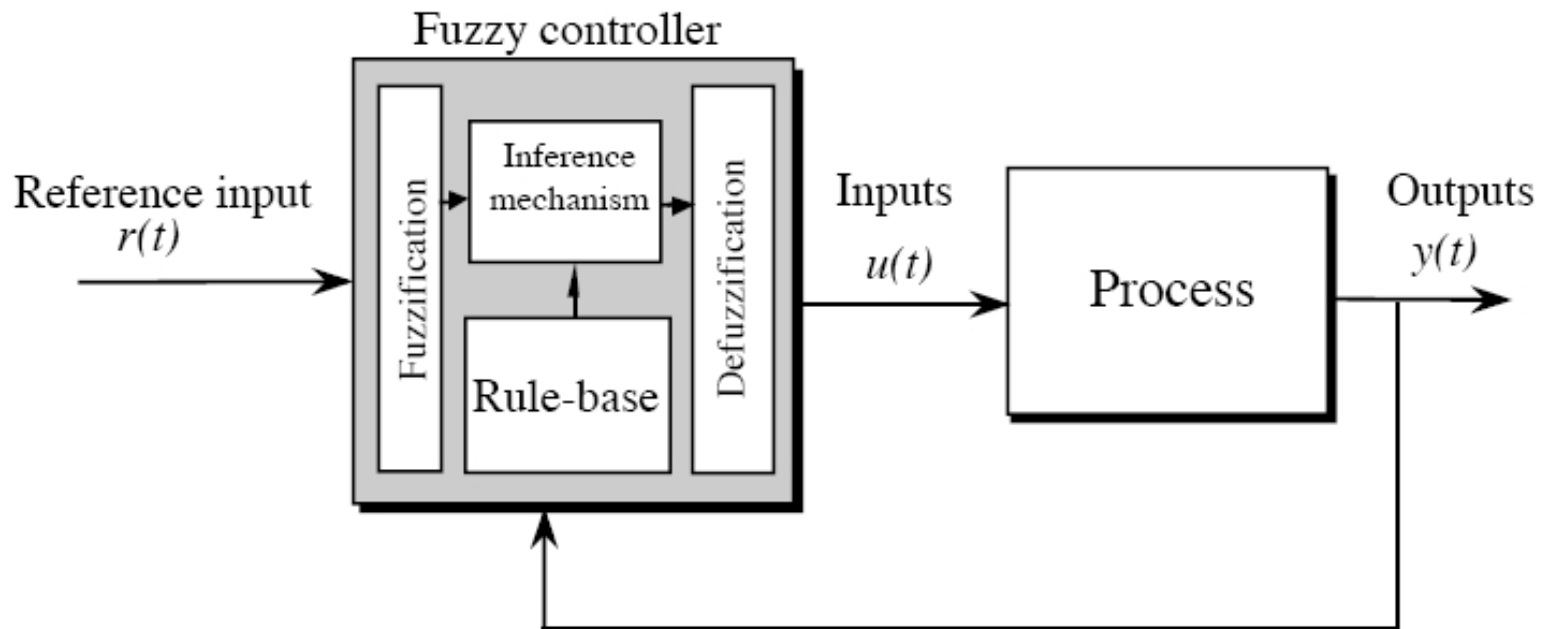 Fuzzy controller
Reference input
r(t)
Fuzzification
Inference
mechanism
Rule-base
Defuzzification
Inputs
u(t)
Process
Outputs
y(t)